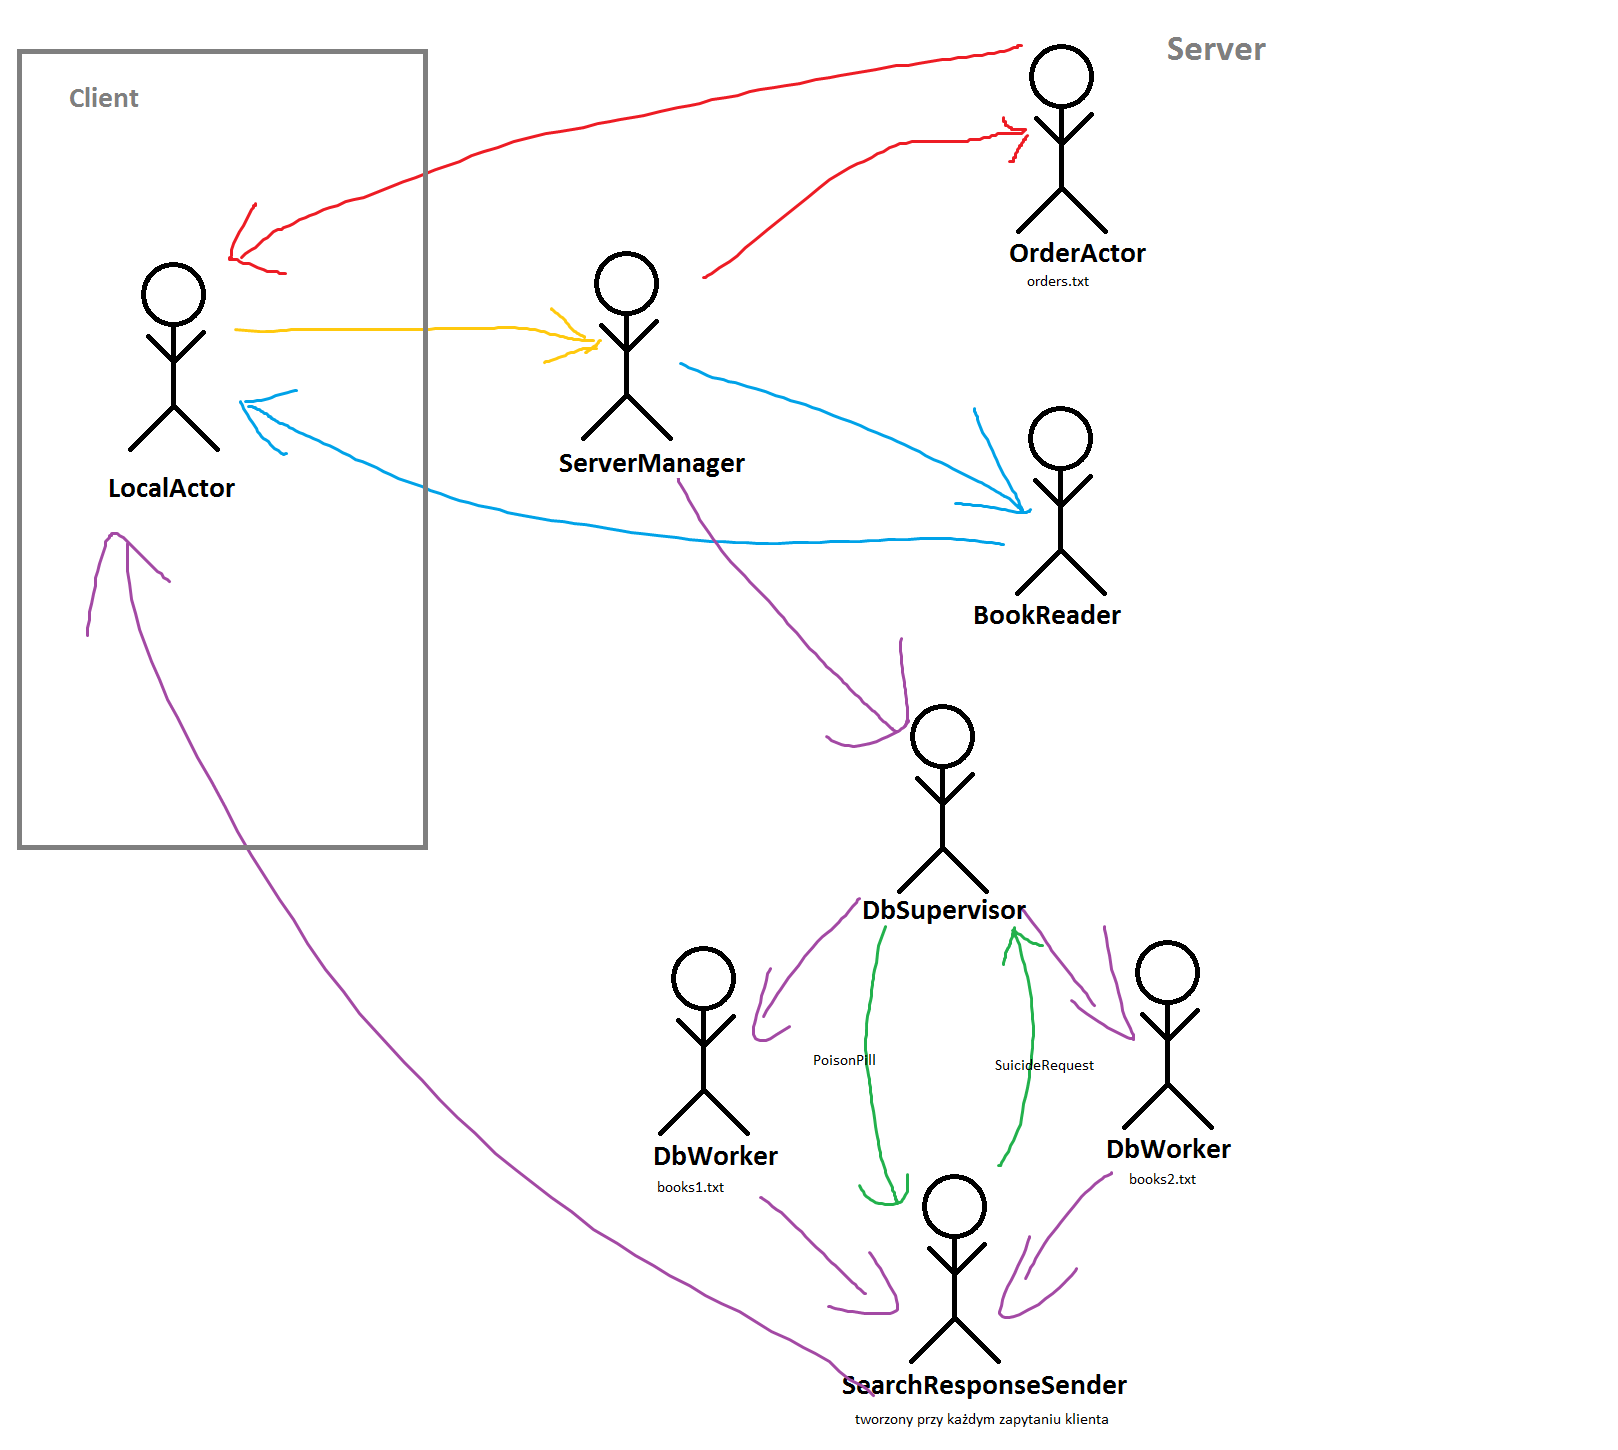 Server
Client
OrderActor
orders.txt
ServerManager
LocalActor
BookReader
DbSupervisor
PoisonPill
SuicideRequest
DbWorker
books1.txt
DbWorker
books2.txt
SearchResponseSender
tworzony przy każdym zapytaniu klienta